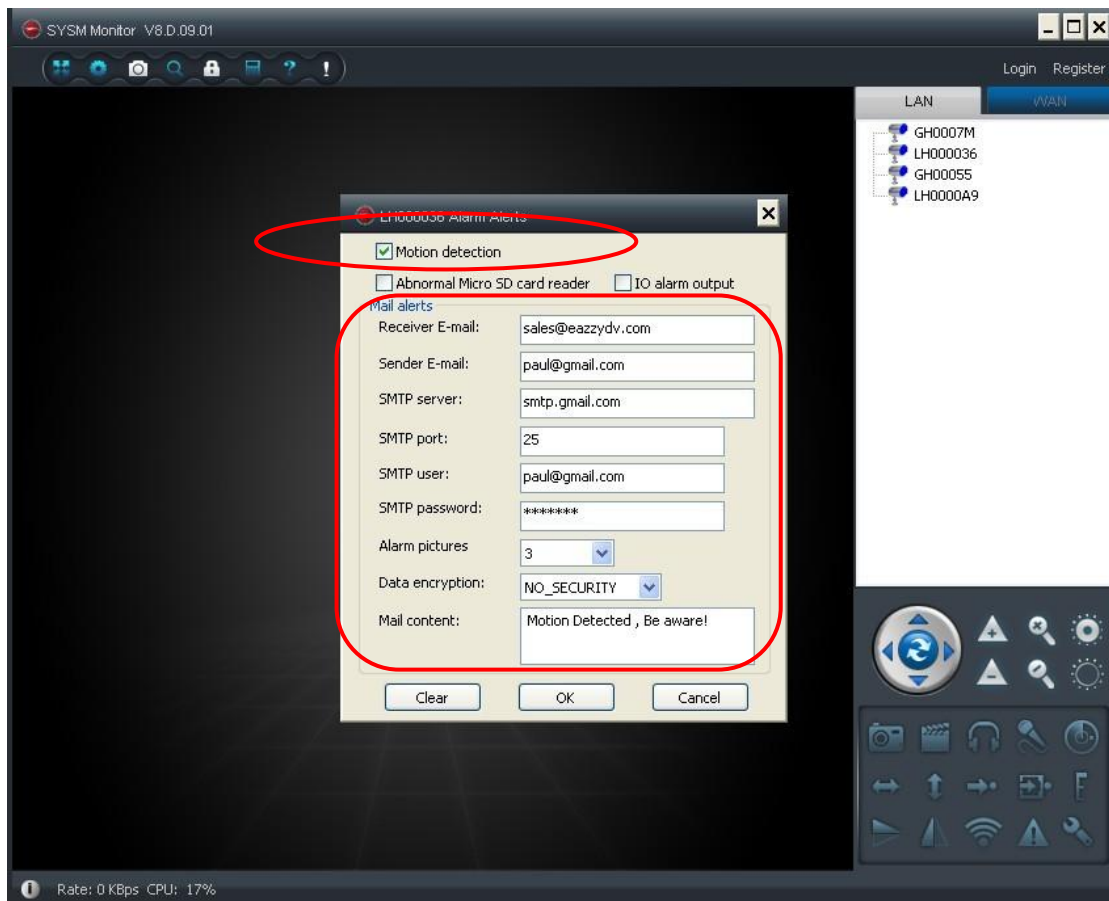 SYSM Monitor V8.D.09.01
Login Register
LAN WAN
GH0007M
LH000036
GH00055
LH0000A9
LH000036 Alarm Alerts
Motion detection
Abnormal Micro SD card reader IO alarm output
Mail alerts
Receiver E-mail: sales@eazzydv.com
Sender E-mail: paul@gmail.com
SMTP server: smtp.gmail.com
SMTP port: 25
SMTP user: paul@gmail.com
SMTP password: *******
Alarm pictures 3
Data encryption: NO_SECURITY
Mail content: Motion Detected , Be aware!
Clear OK Cancel
Rate: 0 KBps CPU: 17%